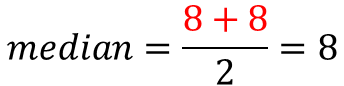 median = (8 + 8)/2 = 8